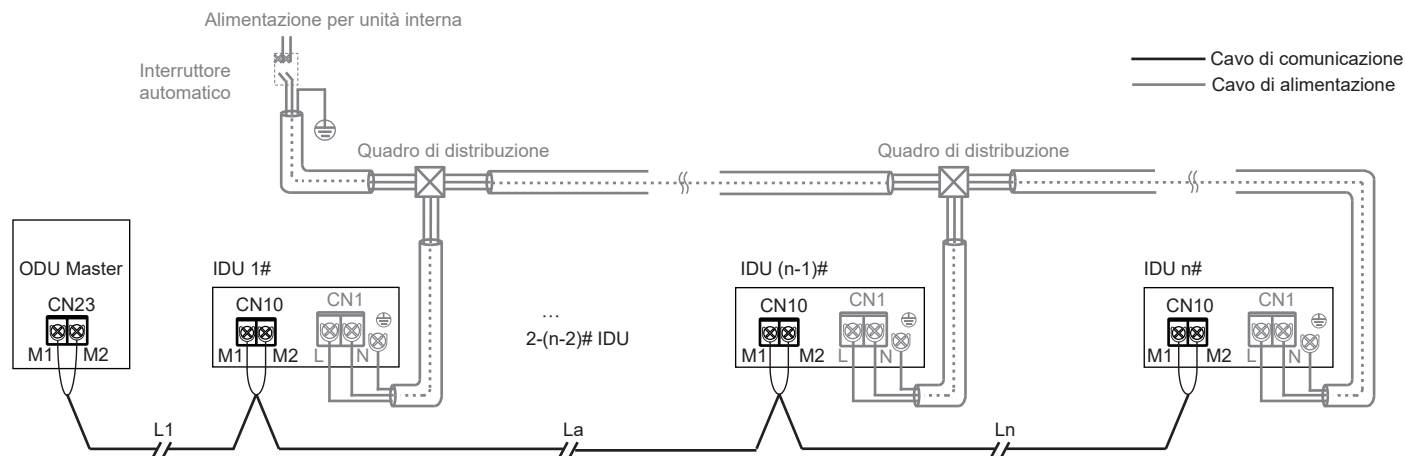 Alimentazione per unità interna
Interruttore
automatico
Cavo di comunicazione
Cavo di alimentazione
Quadro di distribuzione
Quadro di distribuzione
ODU Master
CN23
M1 M2
IDU 1#
CN10
CN1
M1 M2
L N
…
2-(n-2)# IDU
IDU (n-1)#
CN10
CN1
M1 M2
L N
IDU n#
CN10
CN1
M1 M2
L N
L1
La
Ln